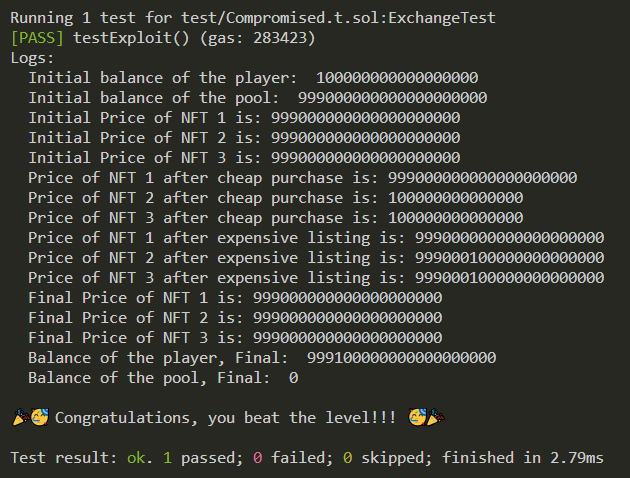 Running 1 test for test/Compromised.t.sol:ExchangeTest
[PASS] testExploit() (gas: 283423)
Logs:
  Initial balance of the player:  100000000000000000
  Initial balance of the pool:  999000000000000000000
  Initial Price of NFT 1 is: 999000000000000000000
  Initial Price of NFT 2 is: 999000000000000000000
  Initial Price of NFT 3 is: 999000000000000000000
  Price of NFT 1 after cheap purchase is: 999000000000000000000
  Price of NFT 2 after cheap purchase is: 100000000000000
  Price of NFT 3 after cheap purchase is: 100000000000000
  Price of NFT 1 after expensive listing is: 999000000000000000000
  Price of NFT 2 after expensive listing is: 999000100000000000000
  Price of NFT 3 after expensive listing is: 999000100000000000000
  Final Price of NFT 1 is: 999000000000000000000
  Final Price of NFT 2 is: 999000000000000000000
  Final Price of NFT 3 is: 999000000000000000000
  Balance of the player, Final:  999100000000000000000
  Balance of the pool, Final:  0
🎉🥳 Congratulations, you beat the level!!! 🥳🎉
Test result: ok. 1 passed; 0 failed; 0 skipped; finished in 2.79ms